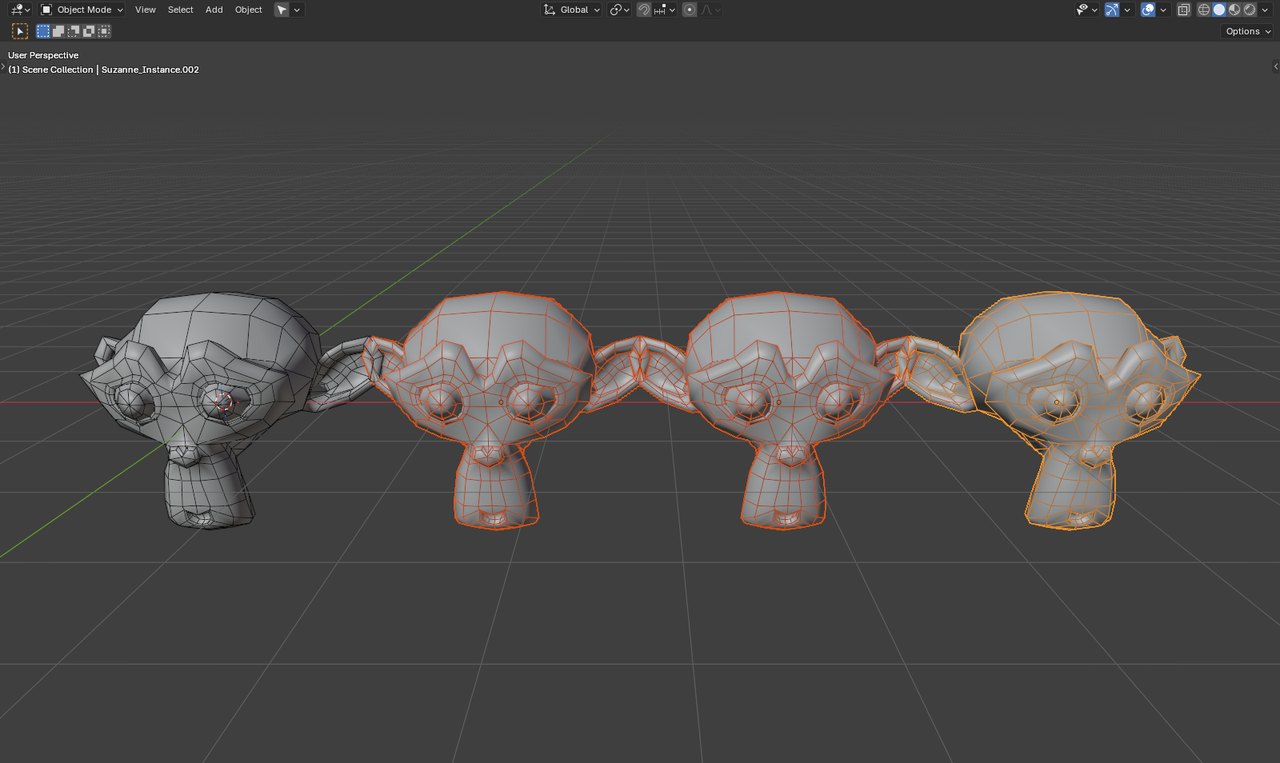 Object Mode View Select Add Object Global
Options
User Perspective
(1) Scene Collection | Suzanne_Instance.002